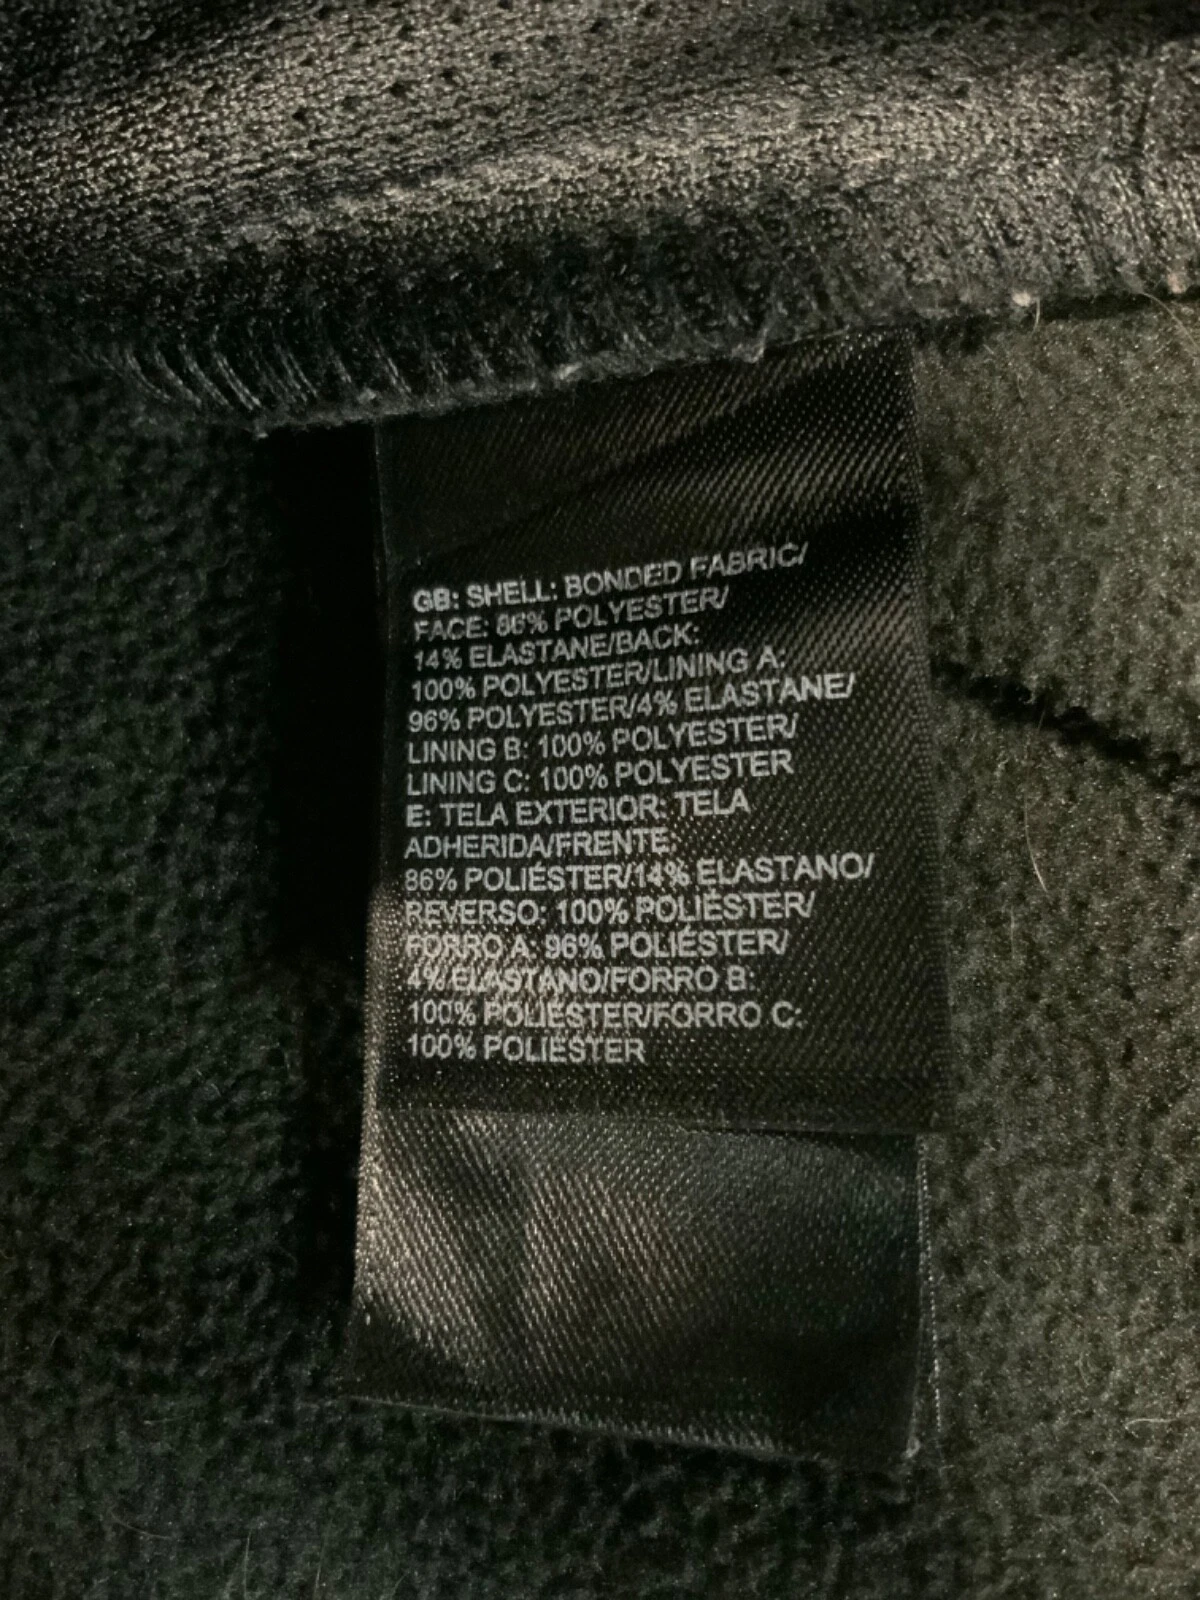 GB: SHELL: BONDED FABRIC/
FACE: 86% POLYESTER/
14% ELASTANE/BACK:
100% POLYESTER/LINING A:
96% POLYESTER/4% ELASTANE/
LINING B: 100% POLYESTER/
LINING C: 100% POLYESTER
E: TELA EXTERIOR: TELA
ADHERIDA/FRENTE:
86% POLIÉSTER/14% ELASTANO/
REVERSO: 100% POLIÉSTER/
FORRO A: 96% POLIÉSTER/
4% ELASTANO/FORRO B:
100% POLIÉSTER/FORRO C:
100% POLIÉSTER